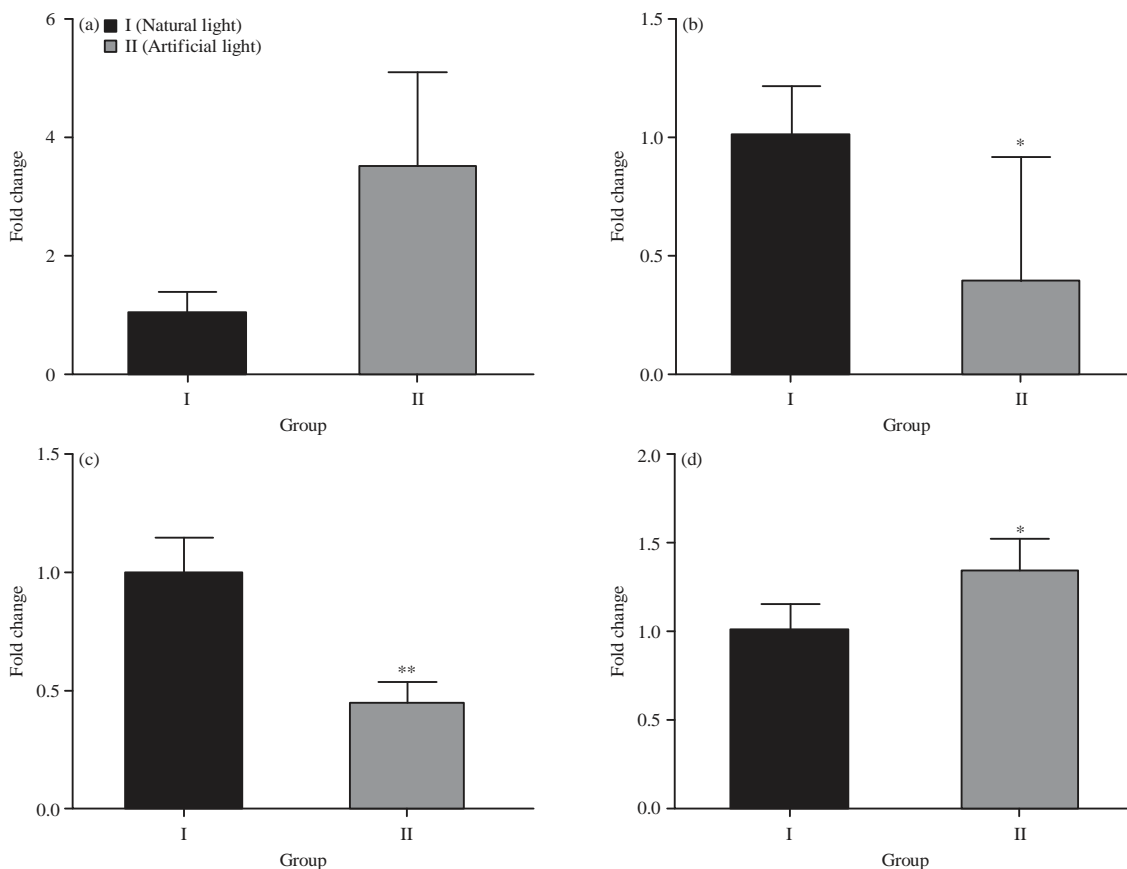 (a)
I (Natural light)
II (Artificial light)
6
4
2
0
Fold change
I
II
Group
(b)
1.5
1.0
0.5
0.0
Fold change
*
I
II
Group
(c)
1.5
1.0
0.5
0.0
Fold change
**
I
II
Group
(d)
2.0
1.5
1.0
0.5
0.0
Fold change
*
I
II
Group